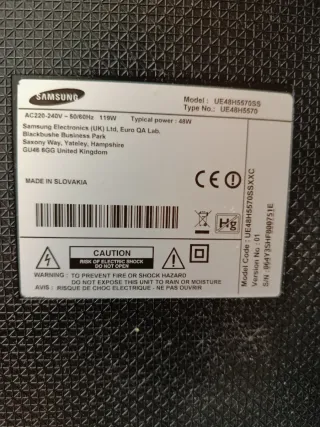 SAMSUNG
Model : UE48H5570SS
Type No.: UE48H5570
AC220-240V ~ 50/60Hz 119W Typical power : 48W
Samsung Electronics (UK) Ltd, Euro QA Lab.
Blackbushe Business Park
Saxony Way, Yateley, Hampshire
GU46 6GG United Kingdom
MADE IN SLOVAKIA
CE
CAUTION
RISK OF ELECTRIC SHOCK
DO NOT OPEN
WARNING : TO PREVENT FIRE or SHOCK HAZARD
DO NOT EXPOSE THIS UNIT TO RAIN OR MOISTURE
AVIS : RISQUE DE CHOC ELECTRIQUE / NE PAS OUVRIR
Model Code : UE48H5570SSXXC
Version No : 01
S/N :